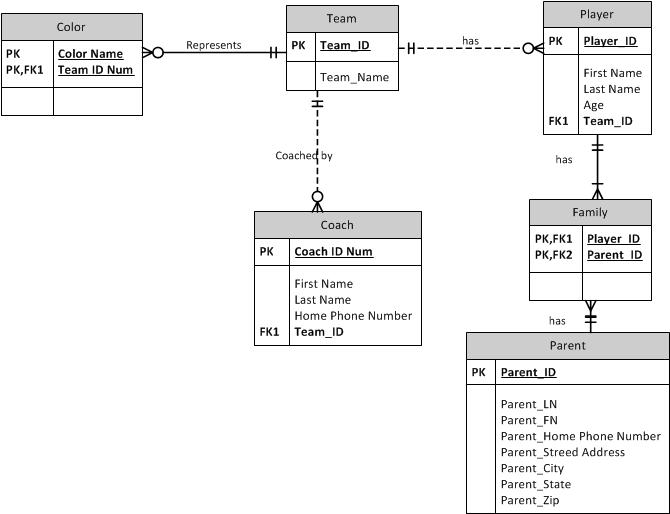 Color
PK Color Name
PK,FK1 Team ID Num
Represents
Team
PK Team_ID
Team_Name
has
Player
PK Player_ID
First Name
Last Name
Age
FK1 Team_ID
Coached by
has
Coach
PK Coach ID Num
First Name
Last Name
Home Phone Number
FK1 Team_ID
Family
PK,FK1 Player_ID
PK,FK2 Parent_ID
has
Parent
PK Parent_ID
Parent_LN
Parent_FN
Parent_Home Phone Number
Parent_Streed Address
Parent_City
Parent_State
Parent_Zip